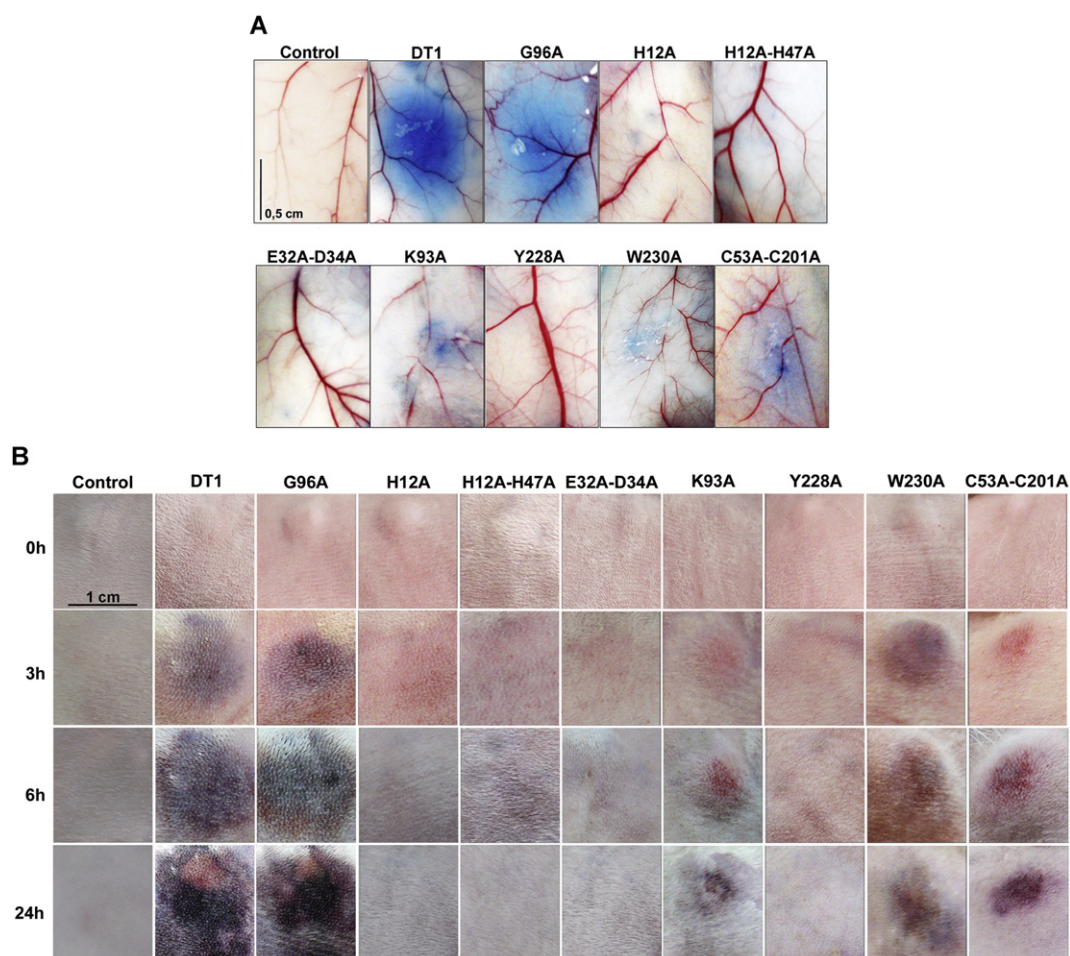 A
Control DT1 G96A H12A H12A-H47A
0,5 cm
E32A-D34A K93A Y228A W230A C53A-C201A
B
Control DT1 G96A H12A H12A-H47A E32A-D34A K93A Y228A W230A C53A-C201A
0h
1 cm
3h
6h
24h